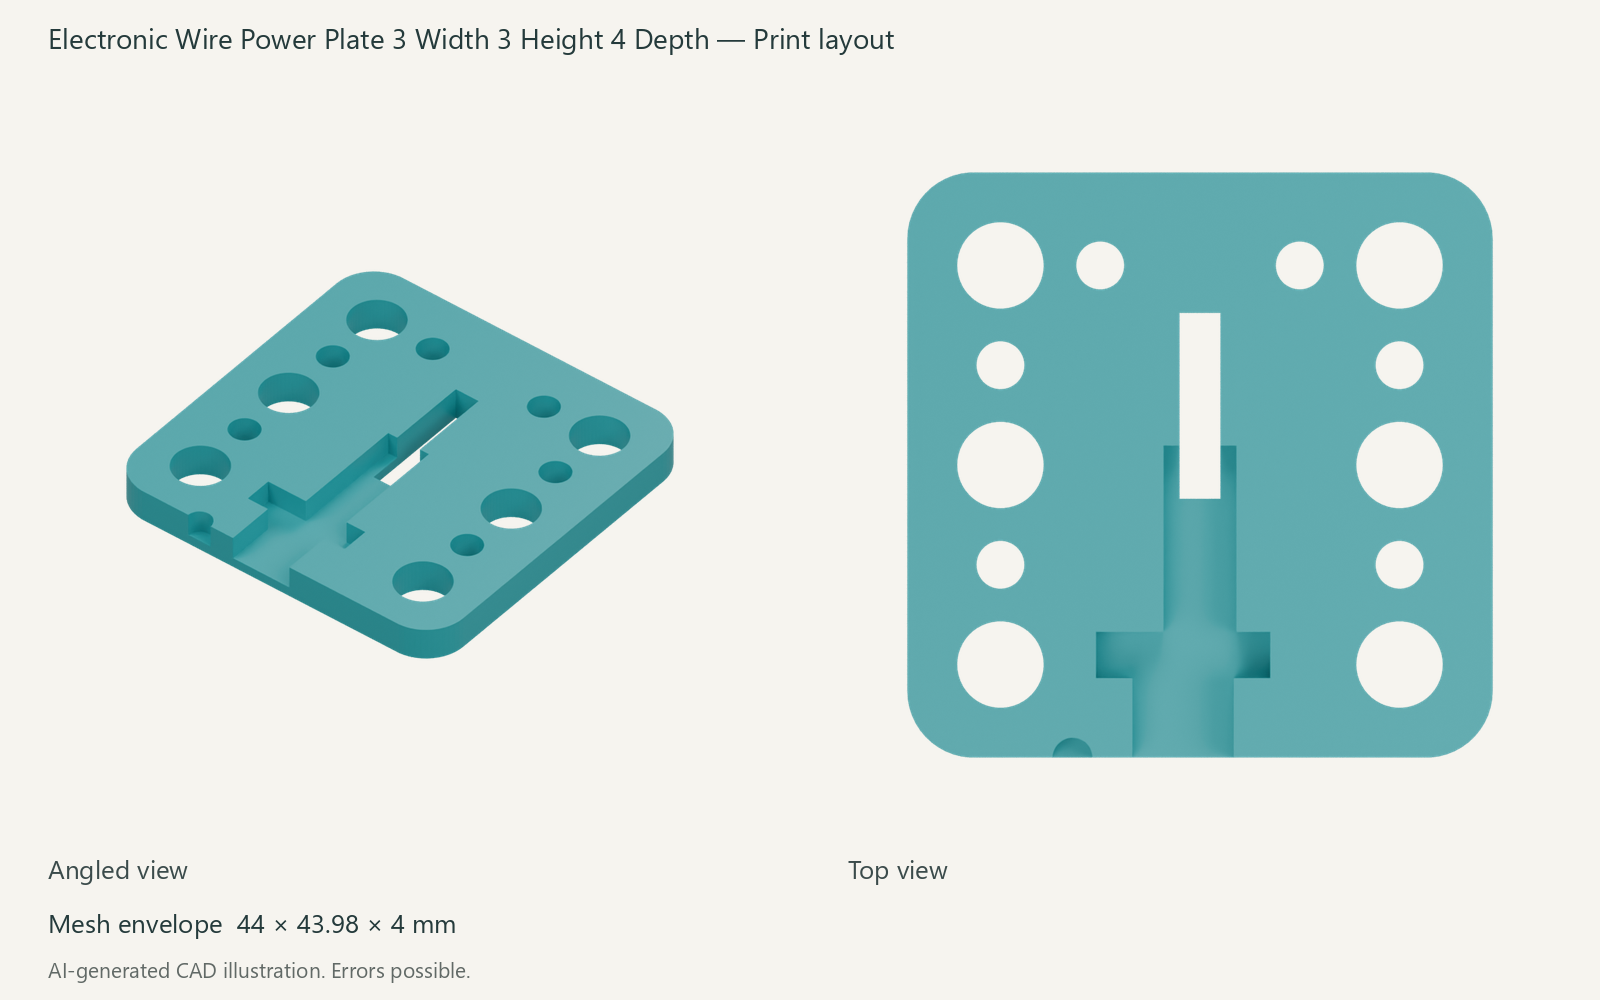 Electronic Wire Power Plate 3 Width 3 Height 4 Depth — Print layout
Angled view
Top view
Mesh envelope  44 × 43.98 × 4 mm
AI-generated CAD illustration. Errors possible.